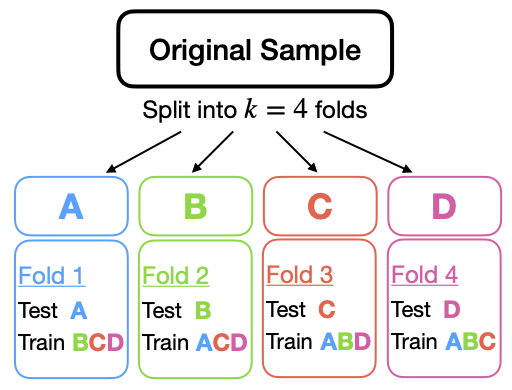 Original Sample
Split into k = 4 folds
A
B
C
D
Fold 1
Test A
Train BCD
Fold 2
Test B
Train ACD
Fold 3
Test C
Train ABD
Fold 4
Test D
Train ABC